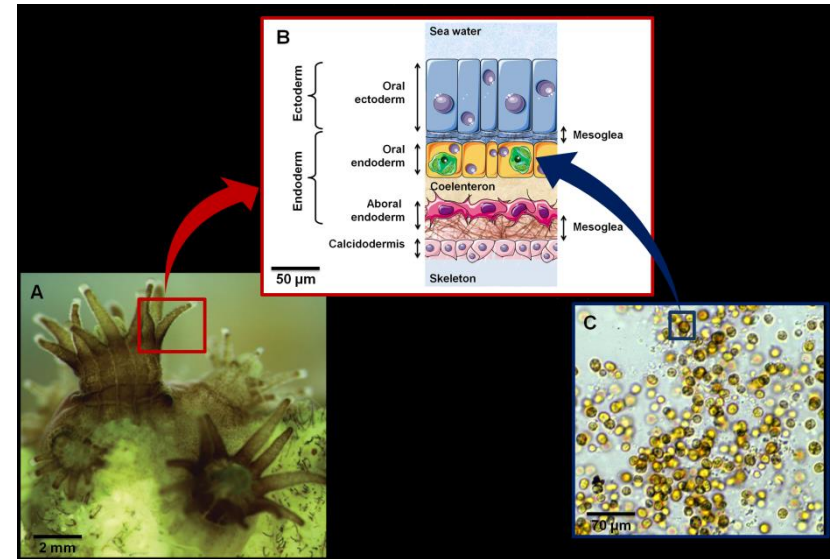 B
Sea water
Ectoderm
Oral
ectoderm
Mesoglea
Endoderm
Oral
endoderm
Coelenteron
Aboral
endoderm
Mesoglea
Calcidodermis
50 µm
Skeleton
A
2 mm
C
70 µm